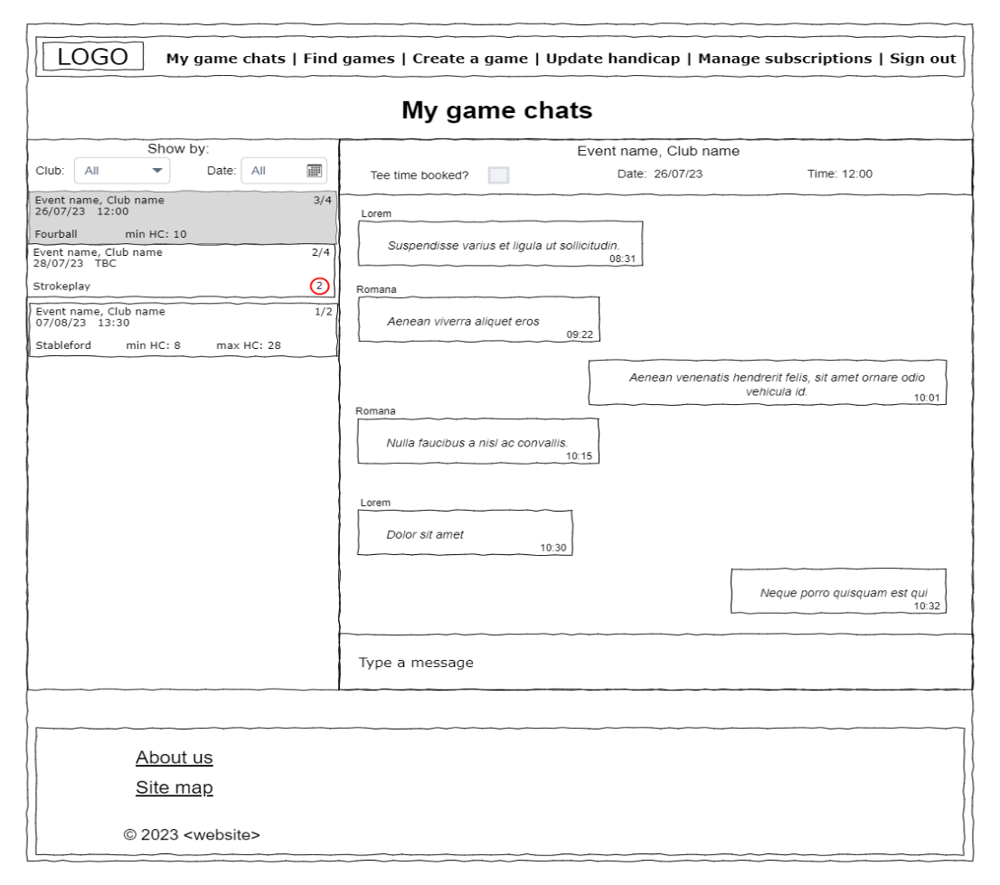 LOGO
My game chats | Find games | Create a game | Update handicap | Manage subscriptions | Sign out
My game chats
Show by:
Club: All Date: All
Event name, Club name 3/4
26/07/23 12:00
Fourball min HC: 10
Event name, Club name 2/4
28/07/23 TBC
Strokeplay 2
Event name, Club name 1/2
07/08/23 13:30
Stableford min HC: 8 max HC: 28
Event name, Club name
Tee time booked? Date: 26/07/23 Time: 12:00
Lorem
Suspendisse varius et ligula ut sollicitudin.
08:31
Romana
Aenean viverra aliquet eros
09:22
Aenean venenatis hendrerit felis, sit amet ornare odio
vehicula id.
10:01
Romana
Nulla faucibus a nisl ac convallis.
10:15
Lorem
Dolor sit amet
10:30
Neque porro quisquam est qui
10:32
Type a message
About us
Site map
© 2023 <website>